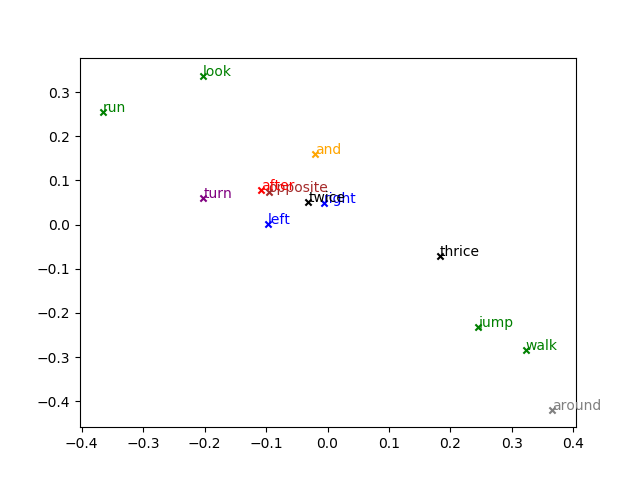 look
run
and
after
opposite
turn
twice
right
left
thrice
jump
walk
around
0.3
0.2
0.1
0.0
−0.1
−0.2
−0.3
−0.4
−0.4 −0.3 −0.2 −0.1 0.0 0.1 0.2 0.3 0.4